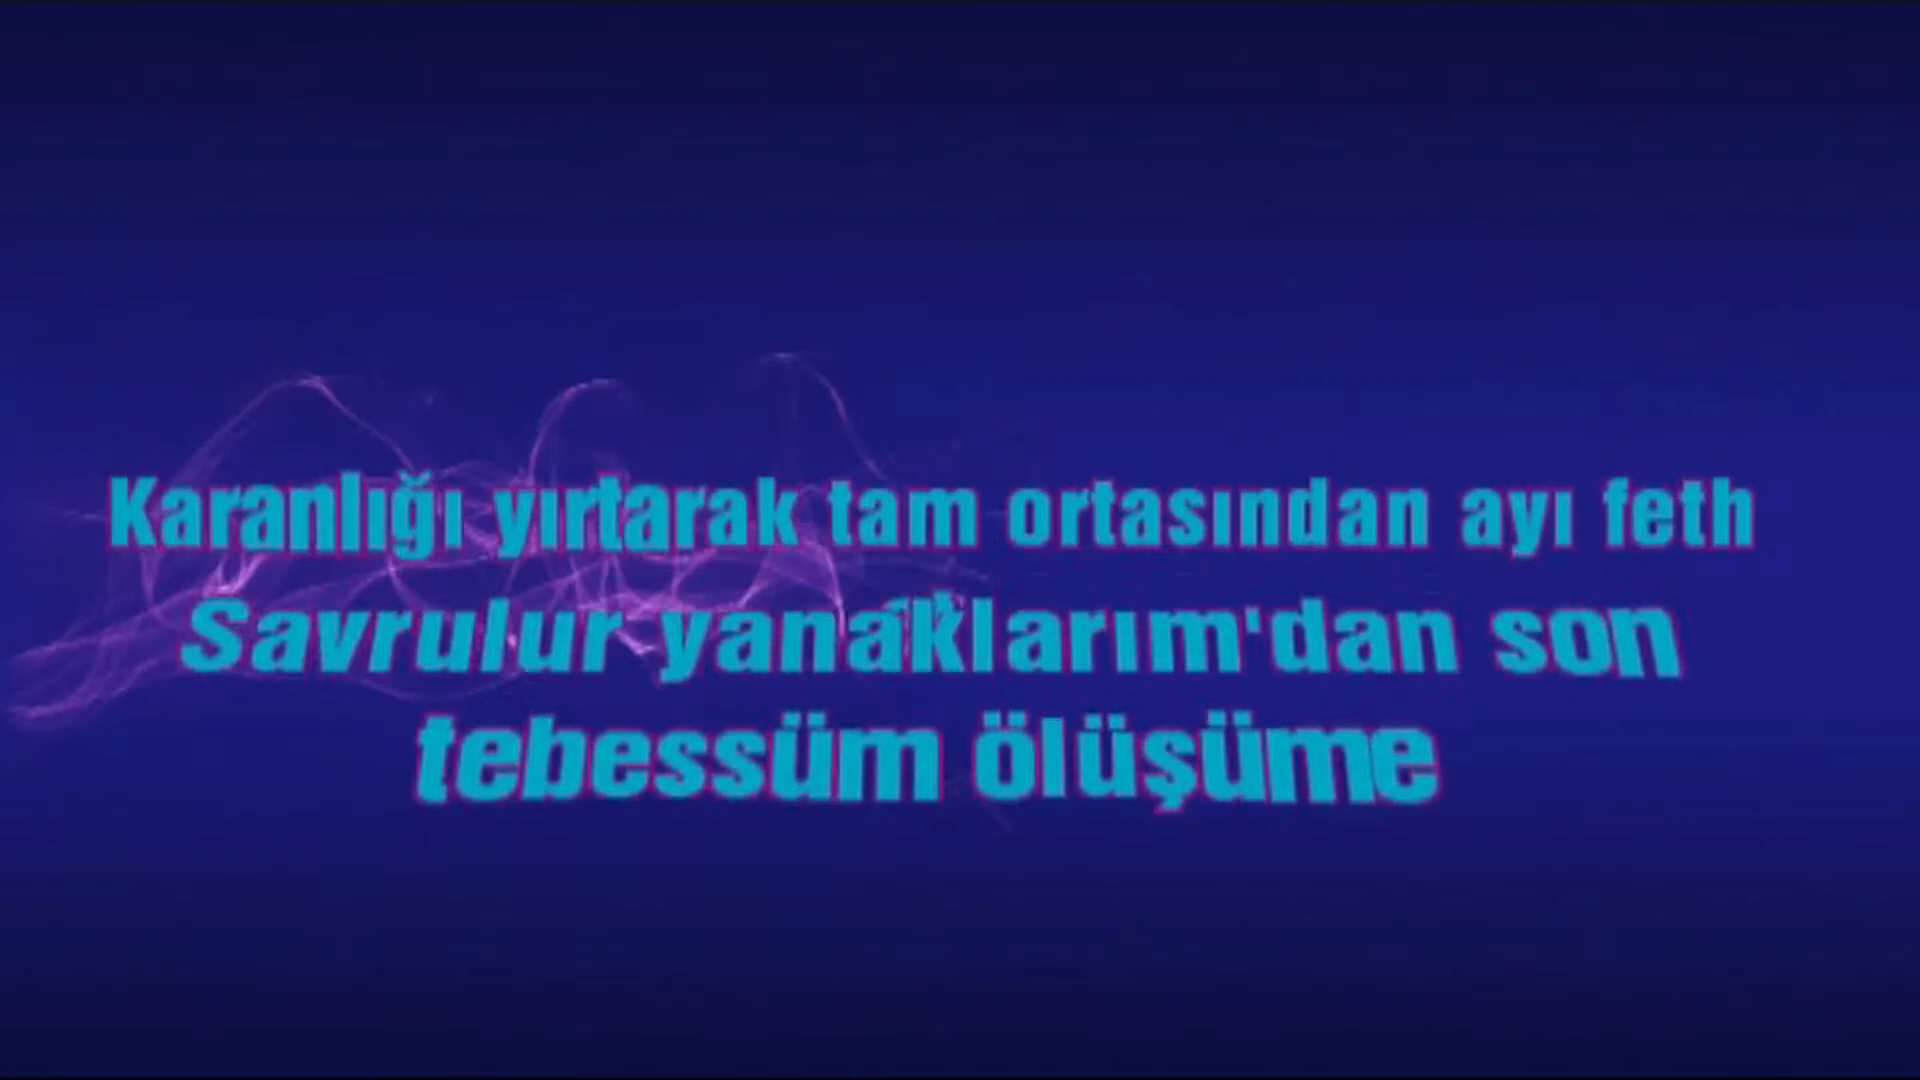 Karanlığı yırtarak tam ortasından ayı feth
Savrulur yanaklarım'dan son
tebessüm ölüşüme